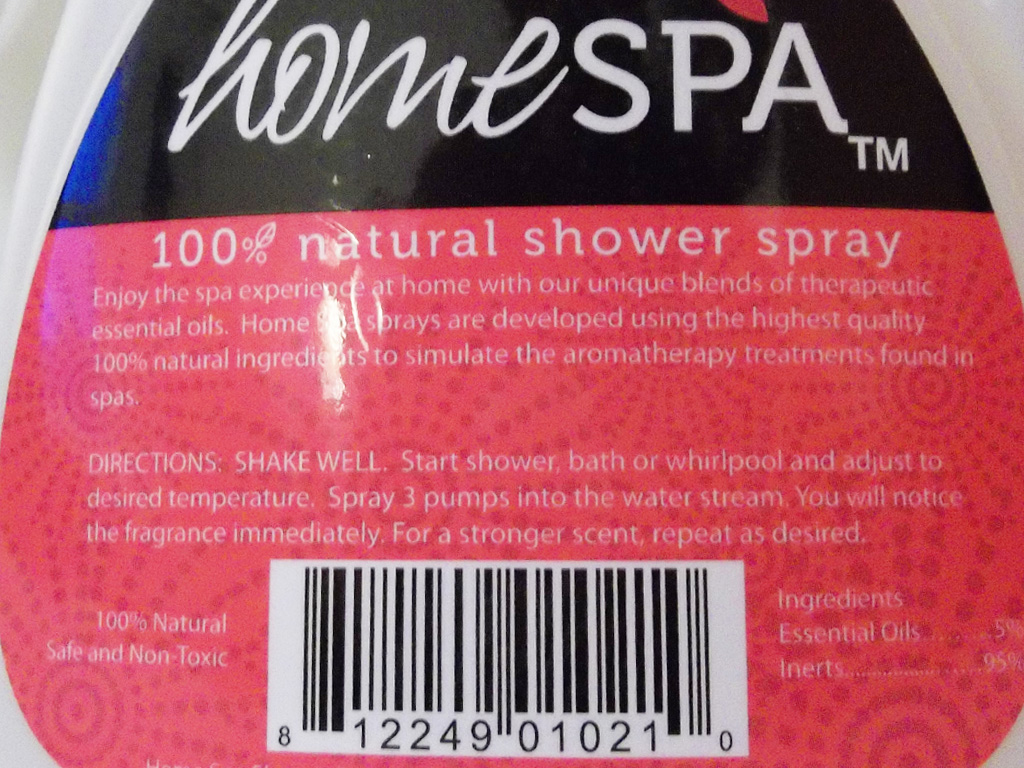 homeSPA™
100% natural shower spray
Enjoy the spa experience at home with our unique blends of therapeutic
essential oils. Home Spa sprays are developed using the highest quality
100% natural ingredients to simulate the aromatherapy treatments found in
spas.
DIRECTIONS: SHAKE WELL. Start shower, bath or whirlpool and adjust to
desired temperature. Spray 3 pumps into the water stream. You will notice
the fragrance immediately. For a stronger scent, repeat as desired.
100% Natural
Safe and Non-Toxic
8 12249 01021 0
Ingredients
Essential Oils..........5%
Inerts....................95%